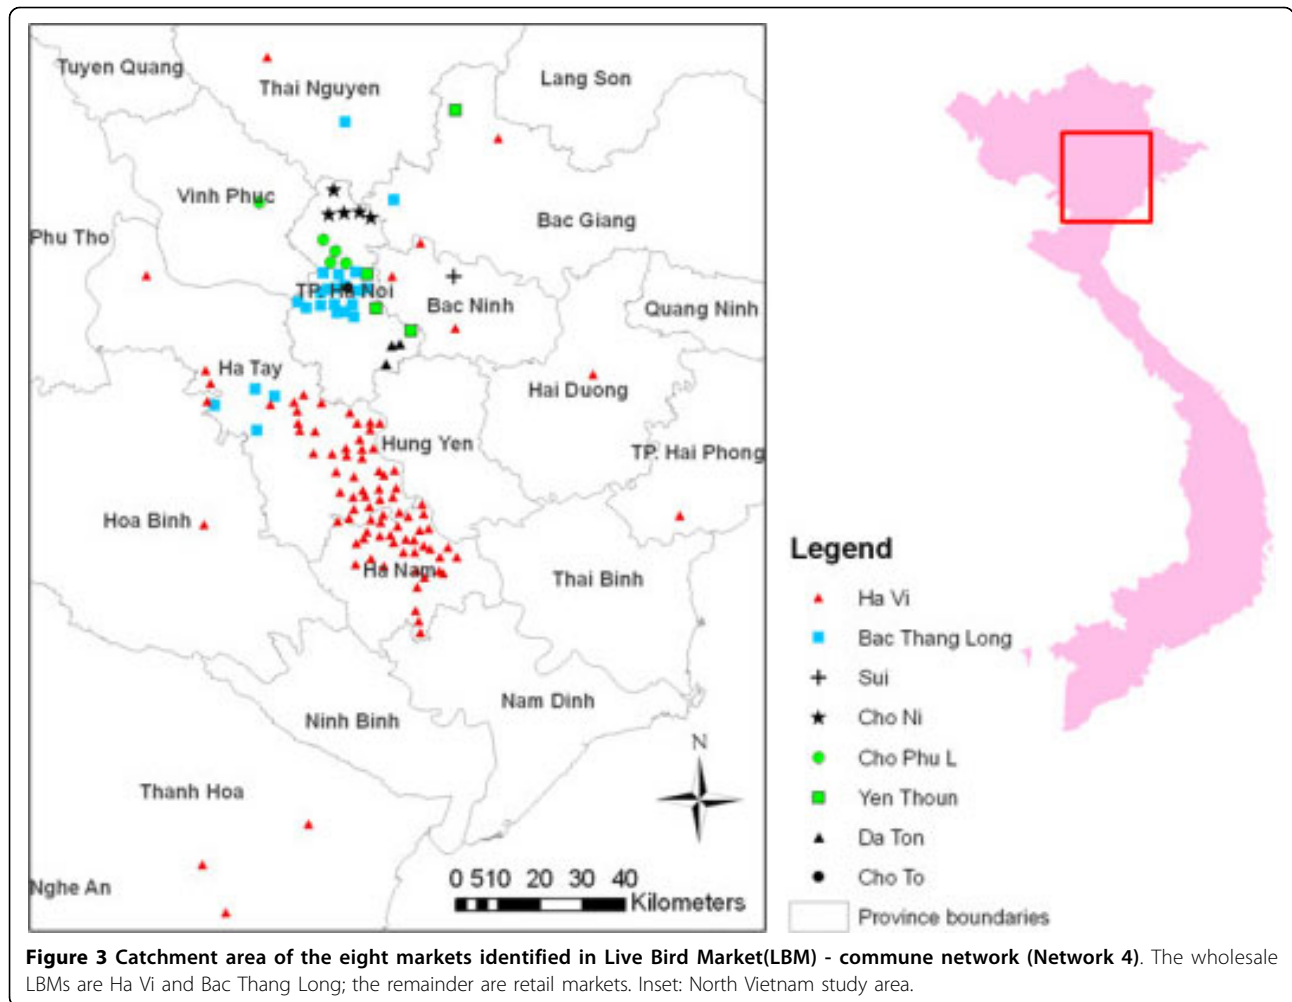 Tuyen Quang
Thai Nguyen
Lang Son
Vinh Phuc
Bac Giang
Phu Tho
TP. Ha Noi
Bac Ninh
Quang Ninh
Ha Tay
Hai Duong
Hung Yen
TP. Hai Phong
Hoa Binh
Ha Nam
Thai Binh
Nam Dinh
Ninh Binh
Thanh Hoa
Nghe An
N
0 5 10 20 30 40
Kilometers
Legend
Ha Vi
Bac Thang Long
Sui
Cho Ni
Cho Phu L
Yen Thoun
Da Ton
Cho To
Province boundaries
Figure 3 Catchment area of the eight markets identified in Live Bird Market(LBM) - commune network (Network 4). The wholesale
LBMs are Ha Vi and Bac Thang Long; the remainder are retail markets. Inset: North Vietnam study area.